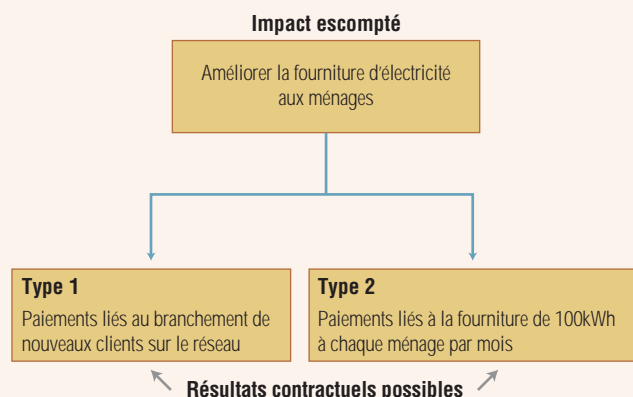 Impact escompté
Améliorer la fourniture d'électricité
aux ménages
Type 1
Paiements liés au branchement de
nouveaux clients sur le réseau
Type 2
Paiements liés à la fourniture de 100kWh
à chaque ménage par mois
Résultats contractuels possibles